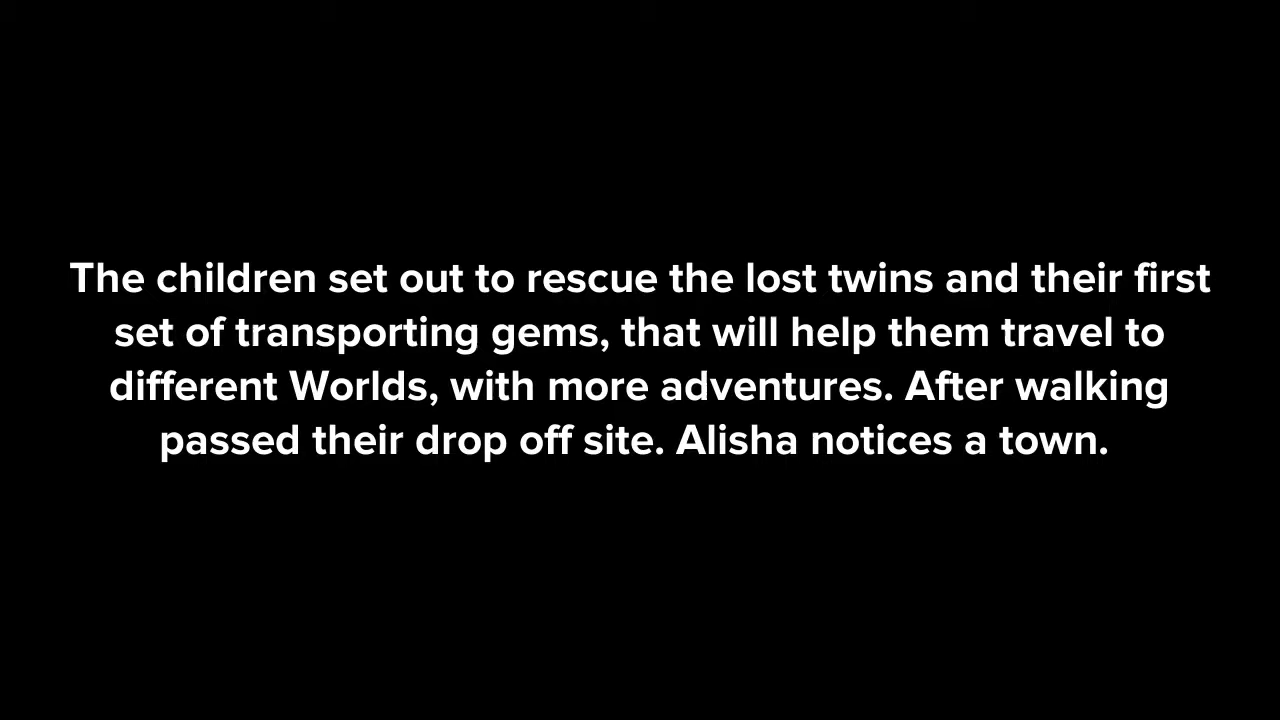 The children set out to rescue the lost twins and their first
set of transporting gems, that will help them travel to
different Worlds, with more adventures. After walking
passed their drop off site. Alisha notices a town.